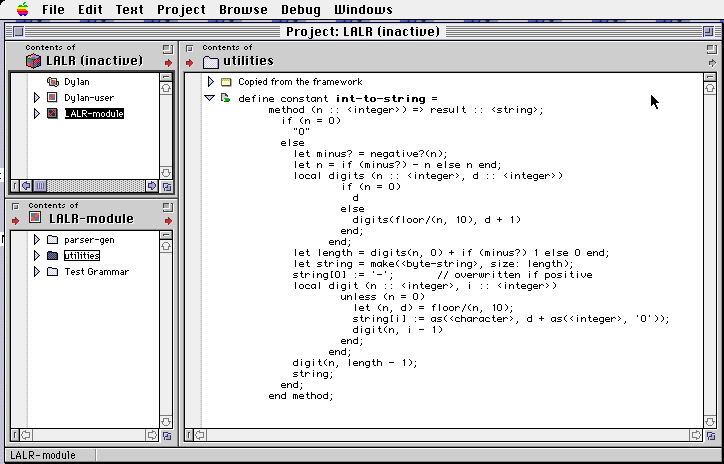 File Edit Text Project Browse Debug Windows
Project: LALR (inactive)
Contents of
LALR (inactive)
Dylan
Dylan-user
LALR-module
Contents of
LALR-module
parser-gen
utilities
Test Grammar
Contents of
utilities
Copied from the framework
define constant int-to-string =
method (n :: <integer>) => result :: <string>;
if (n = 0)
"0"
else
let minus? = negative?(n);
let n = if (minus?) - n else n end;
local digits (n :: <integer>, d :: <integer>)
if (n = 0)
d
else
digits(floor/(n, 10), d + 1)
end;
end;
let length = digits(n, 0) + if (minus?) 1 else 0 end;
let string = make(<byte-string>, size: length);
string[0] := '-'; // overwritten if positive
local digit (n :: <integer>, i :: <integer>)
unless (n = 0)
let (n, d) = floor/(n, 10);
string[i] := as(<character>, d + as(<integer>, '0'));
digit(n, i - 1)
end;
end;
digit(n, length - 1);
string;
end;
end method;
LALR-module